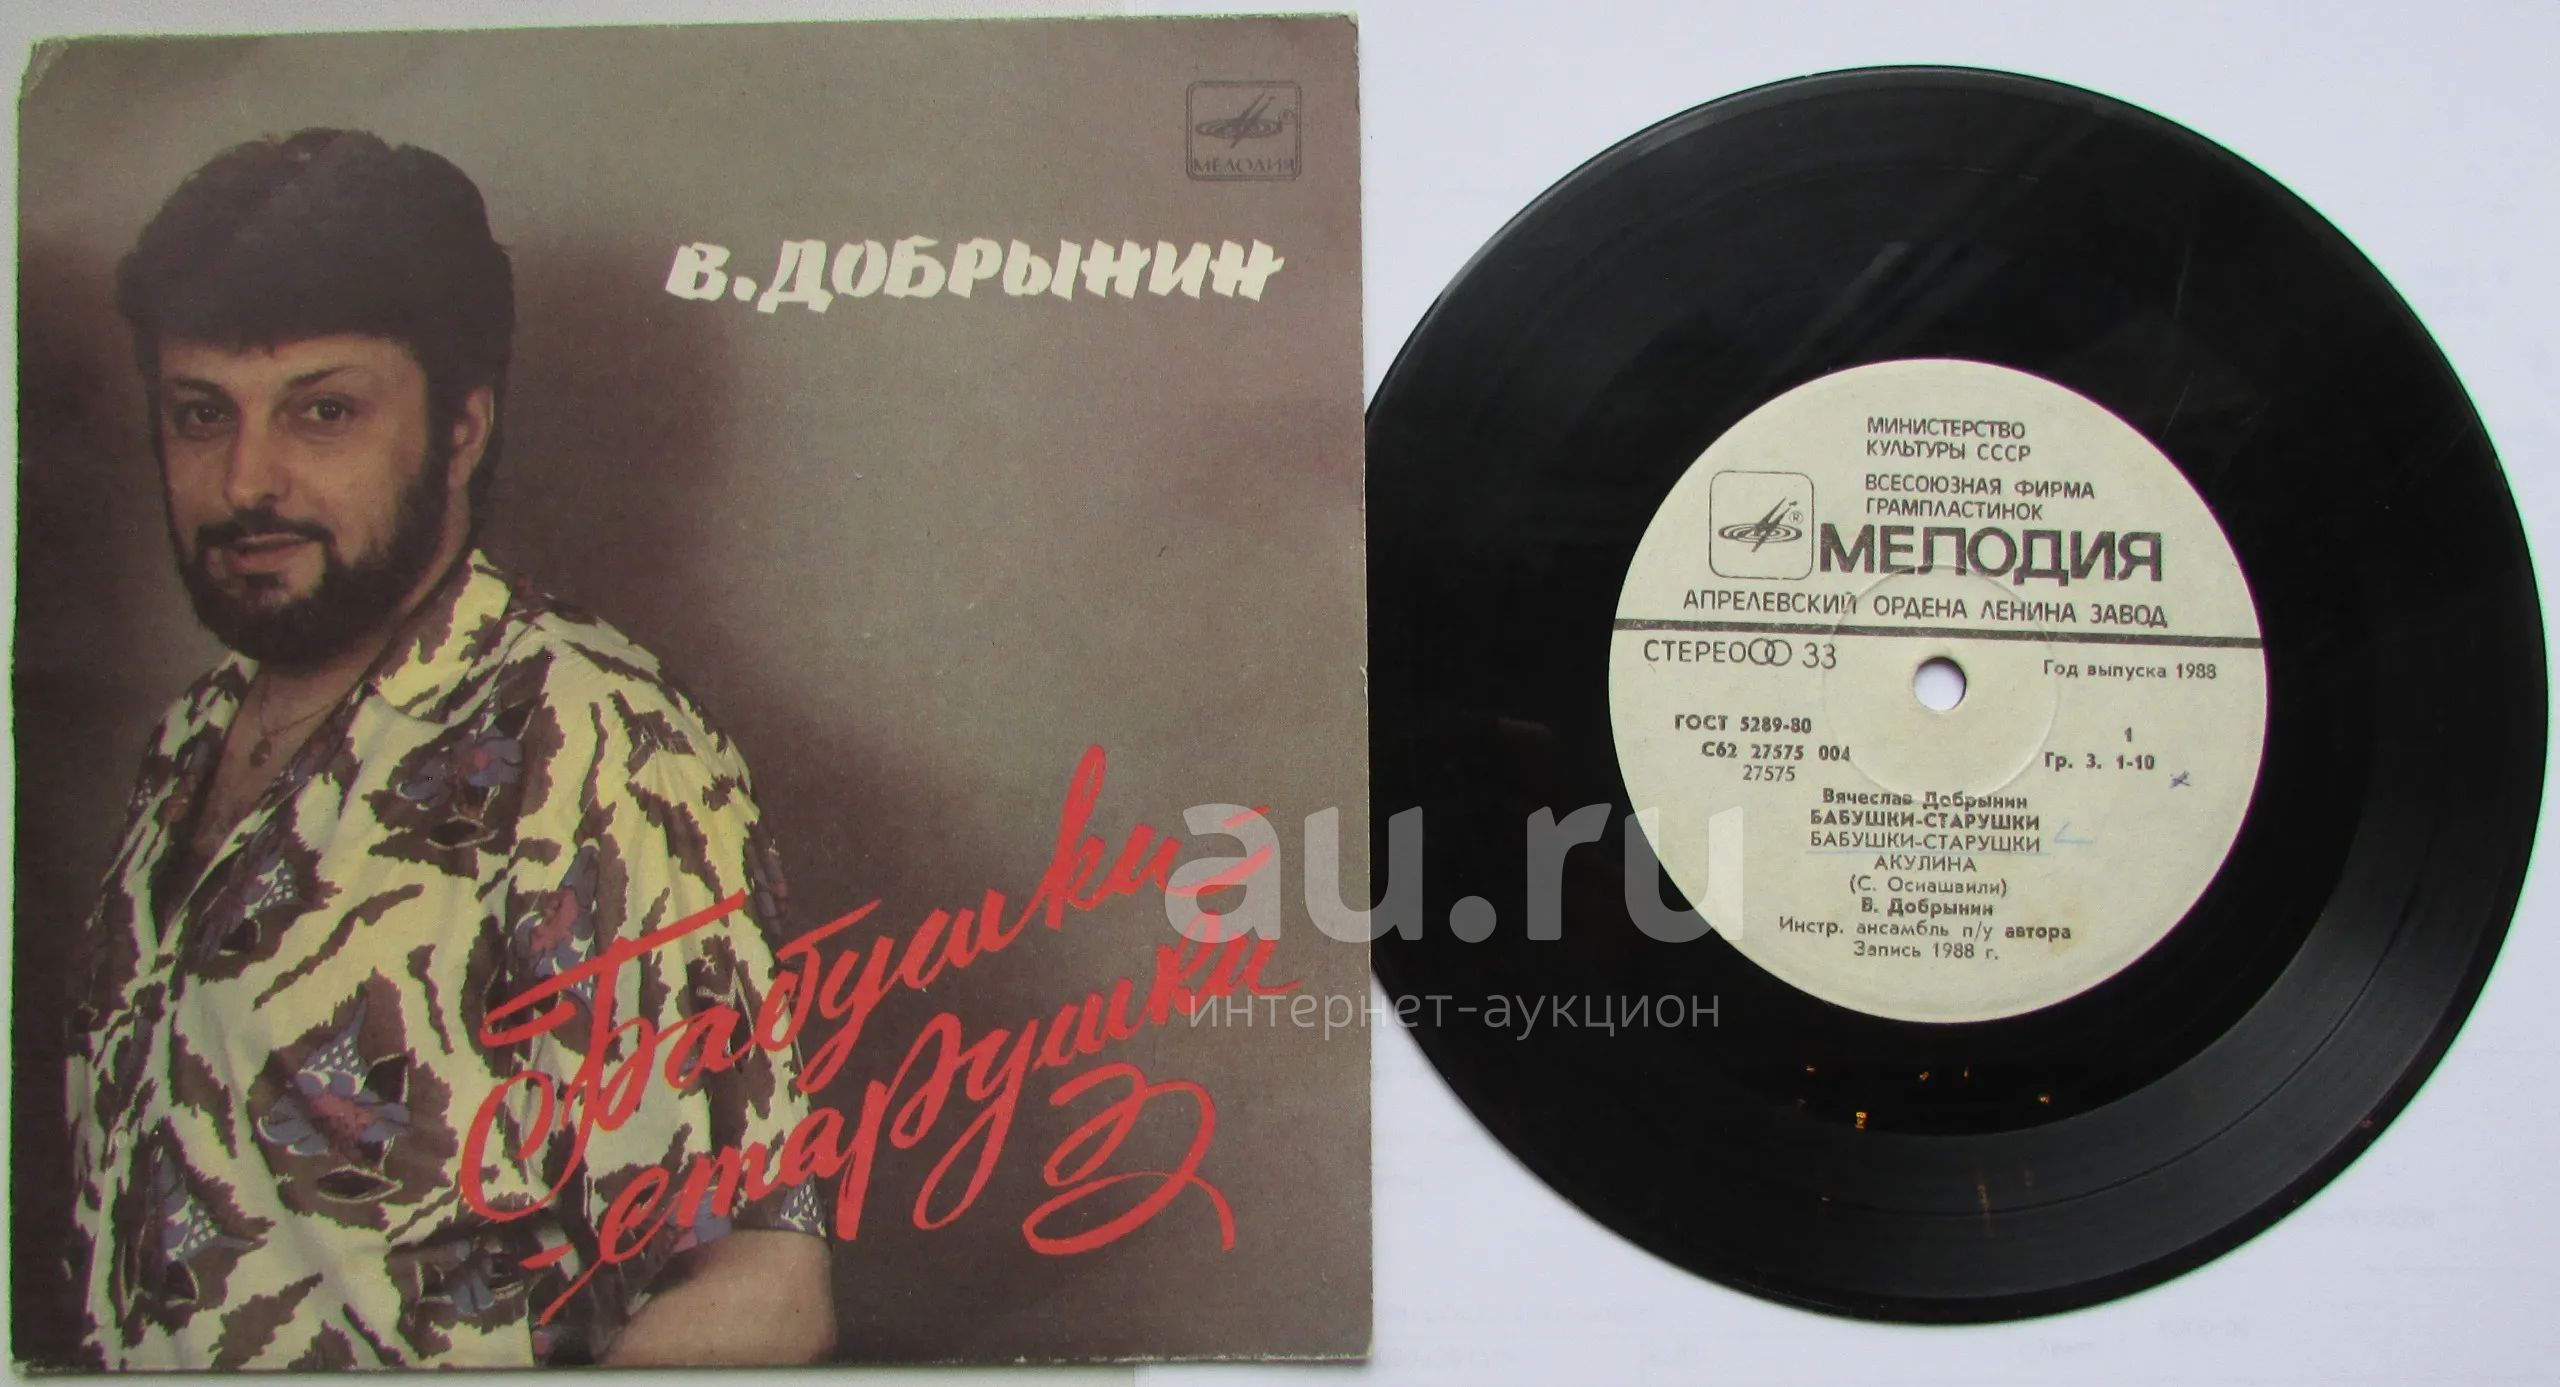 МЕЛОДИЯ
В. ДОБРЫНИН
Бабушки-
-старушки
МИНИСТЕРСТВО
КУЛЬТУРЫ СССР
ВСЕСОЮЗНАЯ ФИРМА
ГРАМПЛАСТИНОК
МЕЛОДИЯ
АПРЕЛЕВСКИЙ ОРДЕНА ЛЕНИНА ЗАВОД
СТЕРЕО 33
Год выпуска 1988
ГОСТ 5289-80
С62 27575 004
27575
1
Гр. 3. 1-10
Вячеслав Добрынин
БАБУШКИ-СТАРУШКИ
БАБУШКИ-СТАРУШКИ
АКУЛИНА
(С. Осиашвили)
В. Добрынин
Инстр. ансамбль п/у автора
Запись 1988 г.
au.ru
интернет-аукцион